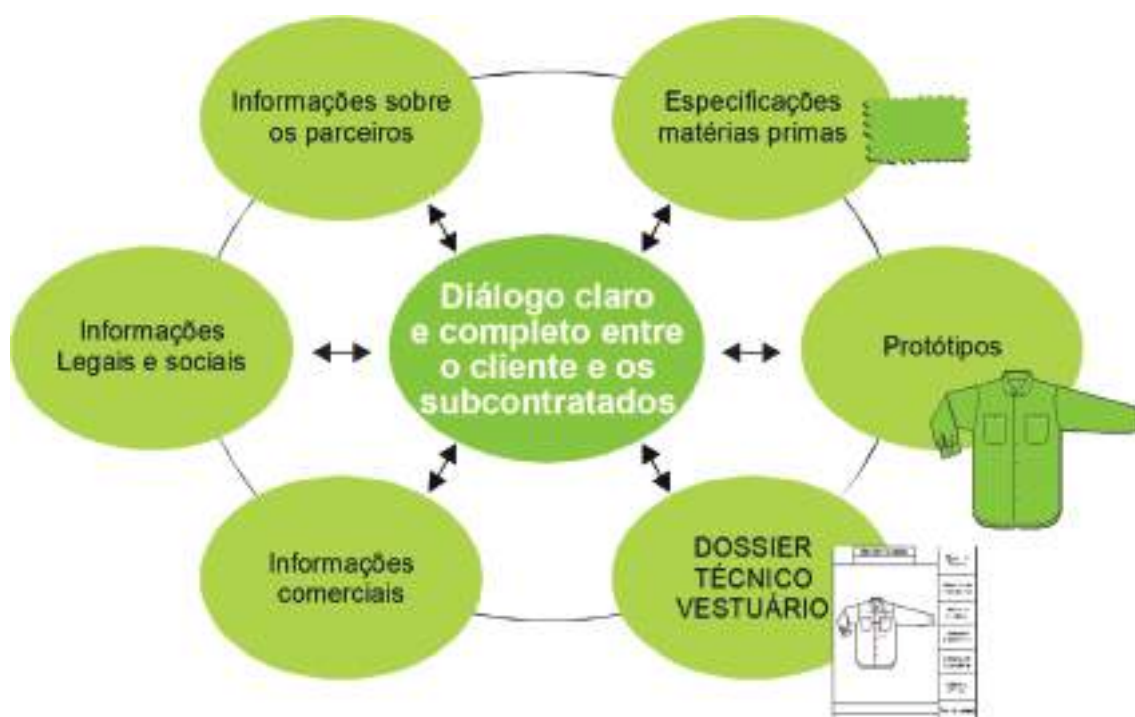 Informações sobre
os parceiros
Especificações
matérias primas
Informações
Legais e sociais
Diálogo claro
e completo entre
o cliente e os
subcontratados
Protótipos
Informações
comerciais
DOSSIER
TÉCNICO
VESTUÁRIO